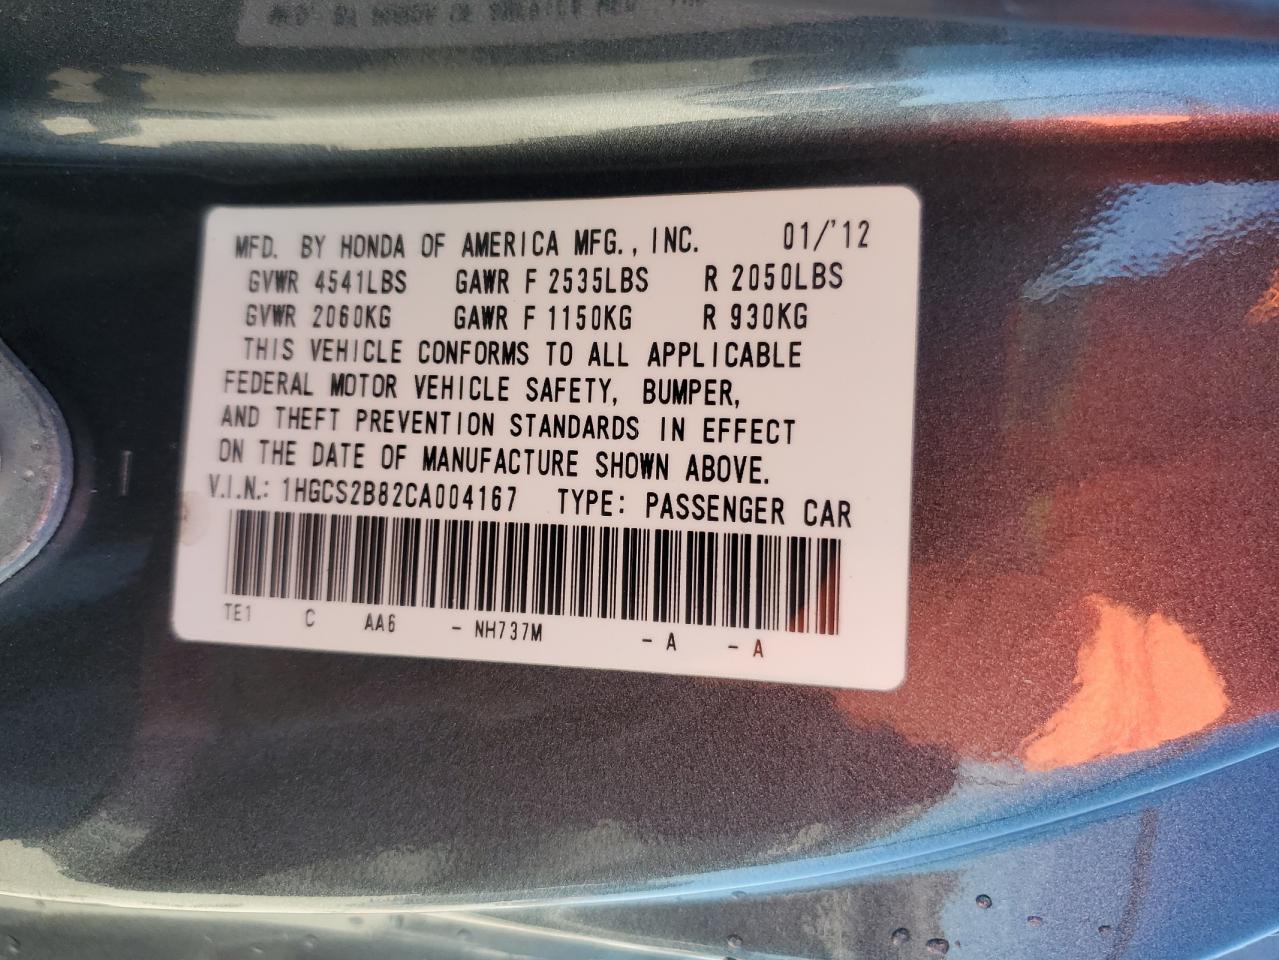 MFD. BY HONDA OF AMERICA MFG., INC. 01/'12
GVWR 4541LBS GAWR F 2535LBS R 2050LBS
GVWR 2060KG GAWR F 1150KG R 930KG
THIS VEHICLE CONFORMS TO ALL APPLICABLE
FEDERAL MOTOR VEHICLE SAFETY, BUMPER,
AND THEFT PREVENTION STANDARDS IN EFFECT
ON THE DATE OF MANUFACTURE SHOWN ABOVE.
V.I.N.: 1HGCS2B82CA004167 TYPE: PASSENGER CAR
TE1 C AA6 - NH737M - A - A